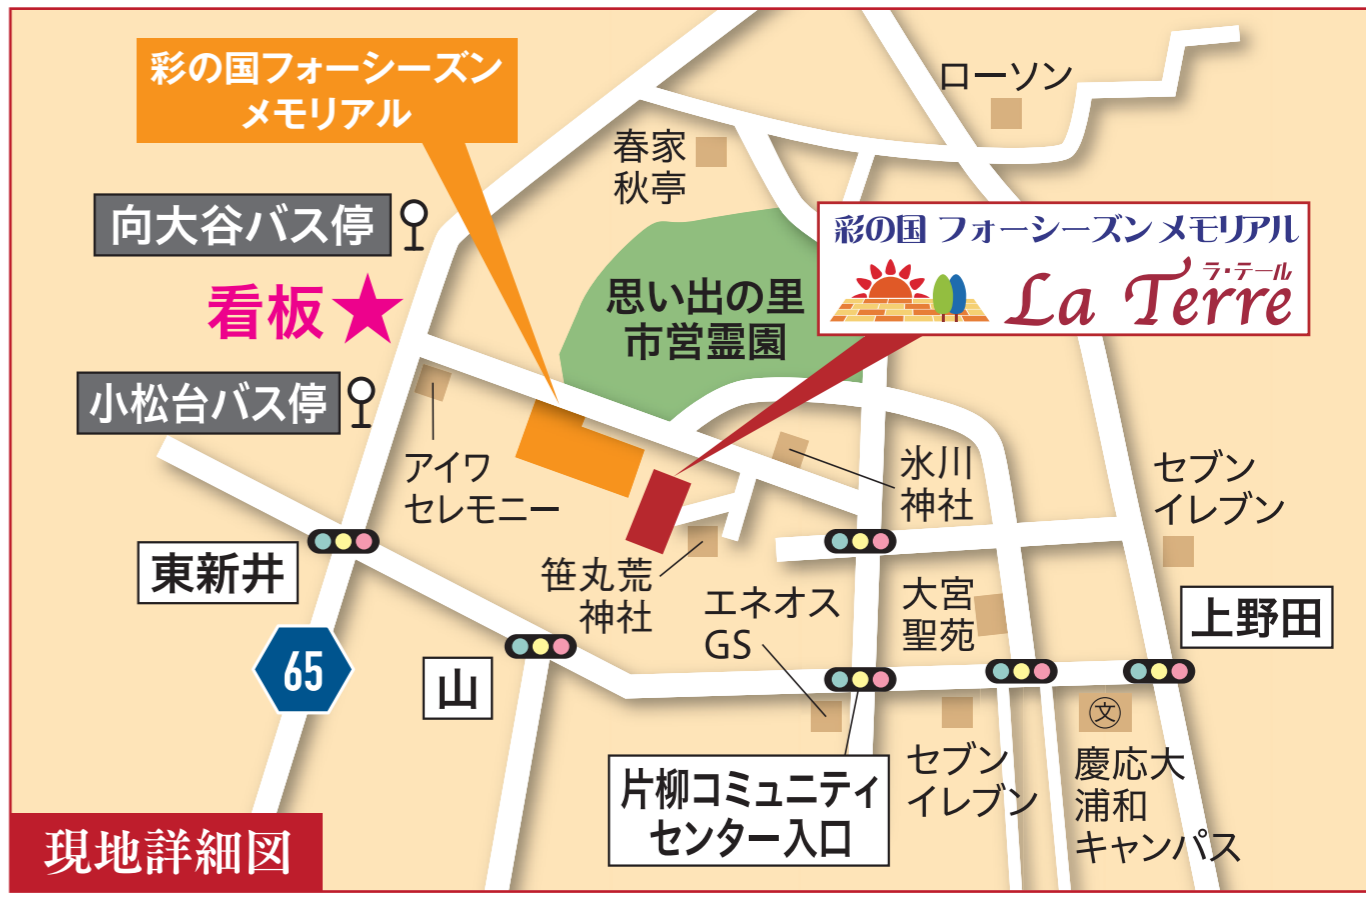 彩の国フォーシーズン
メモリアル
ローソン
春家
秋亭
向大谷バス停
彩の国 フォーシーズン メモリアル
ラ・テール
La Terre
看板★
思い出の里
市営霊園
小松台バス停
アイワ
セレモニー
氷川
神社
セブン
イレブン
東新井
笹丸荒
神社
エネオス
GS
大宮
聖苑
上野田
65
山
文
片柳コミュニティ
センター入口
セブン
イレブン
慶応大
浦和
キャンパス
現地詳細図